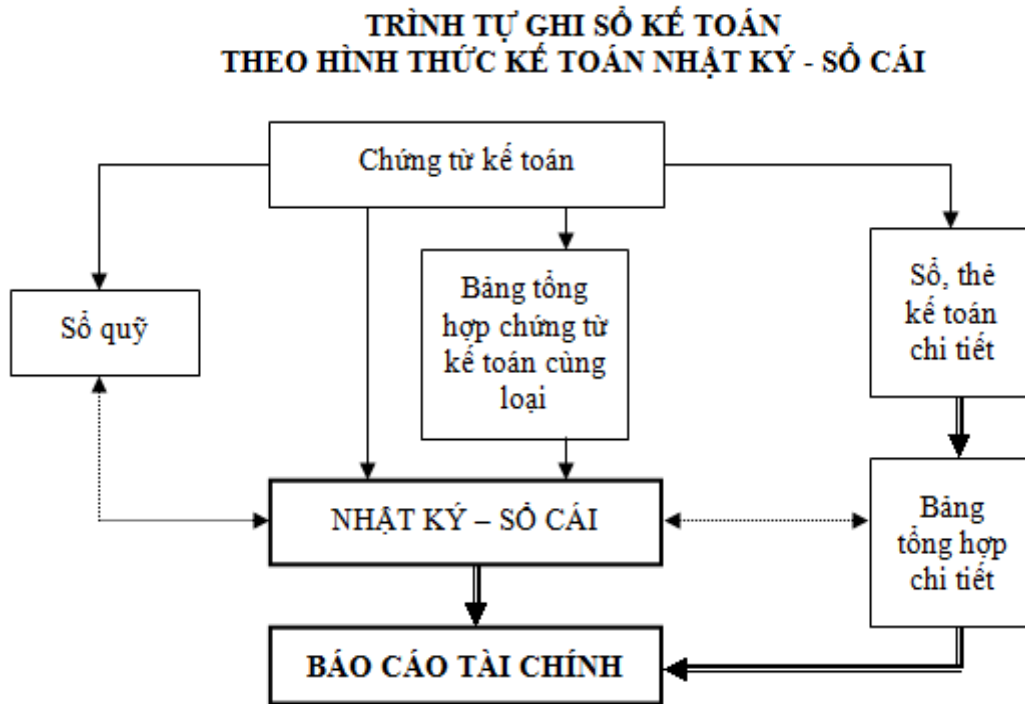 TRÌNH TỰ GHI SỔ KẾ TOÁN
THEO HÌNH THỨC KẾ TOÁN NHẬT KÝ - SỔ CÁI
Chứng từ kế toán
Sổ quỹ
Bảng tổng
hợp chứng từ
kế toán cùng
loại
Sổ, thẻ
kế toán
chi tiết
NHẬT KÝ – SỔ CÁI
Bảng
tổng hợp
chi tiết
BÁO CÁO TÀI CHÍNH